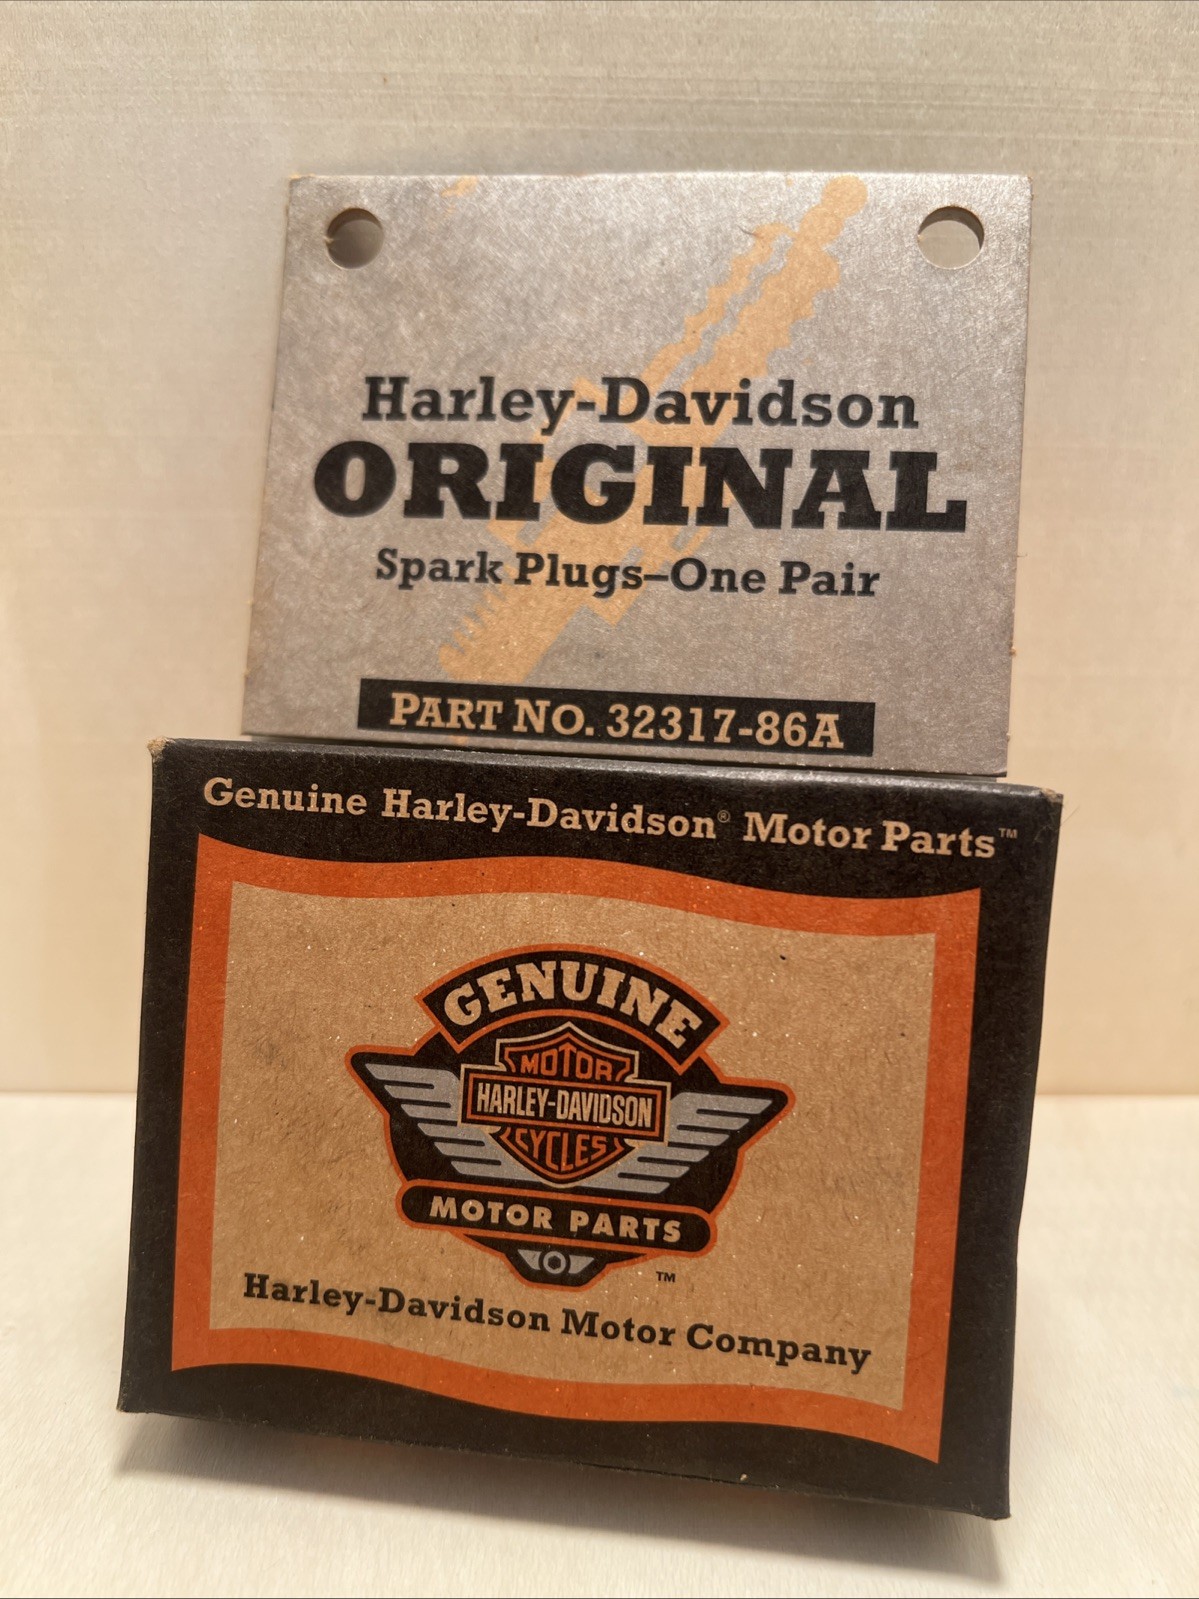 Harley-Davidson
ORIGINAL
Spark Plugs–One Pair
PART NO. 32317-86A
Genuine Harley-Davidson® Motor Parts™
GENUINE
MOTOR
HARLEY-DAVIDSON
CYCLES
MOTOR PARTS
™
Harley-Davidson Motor Company